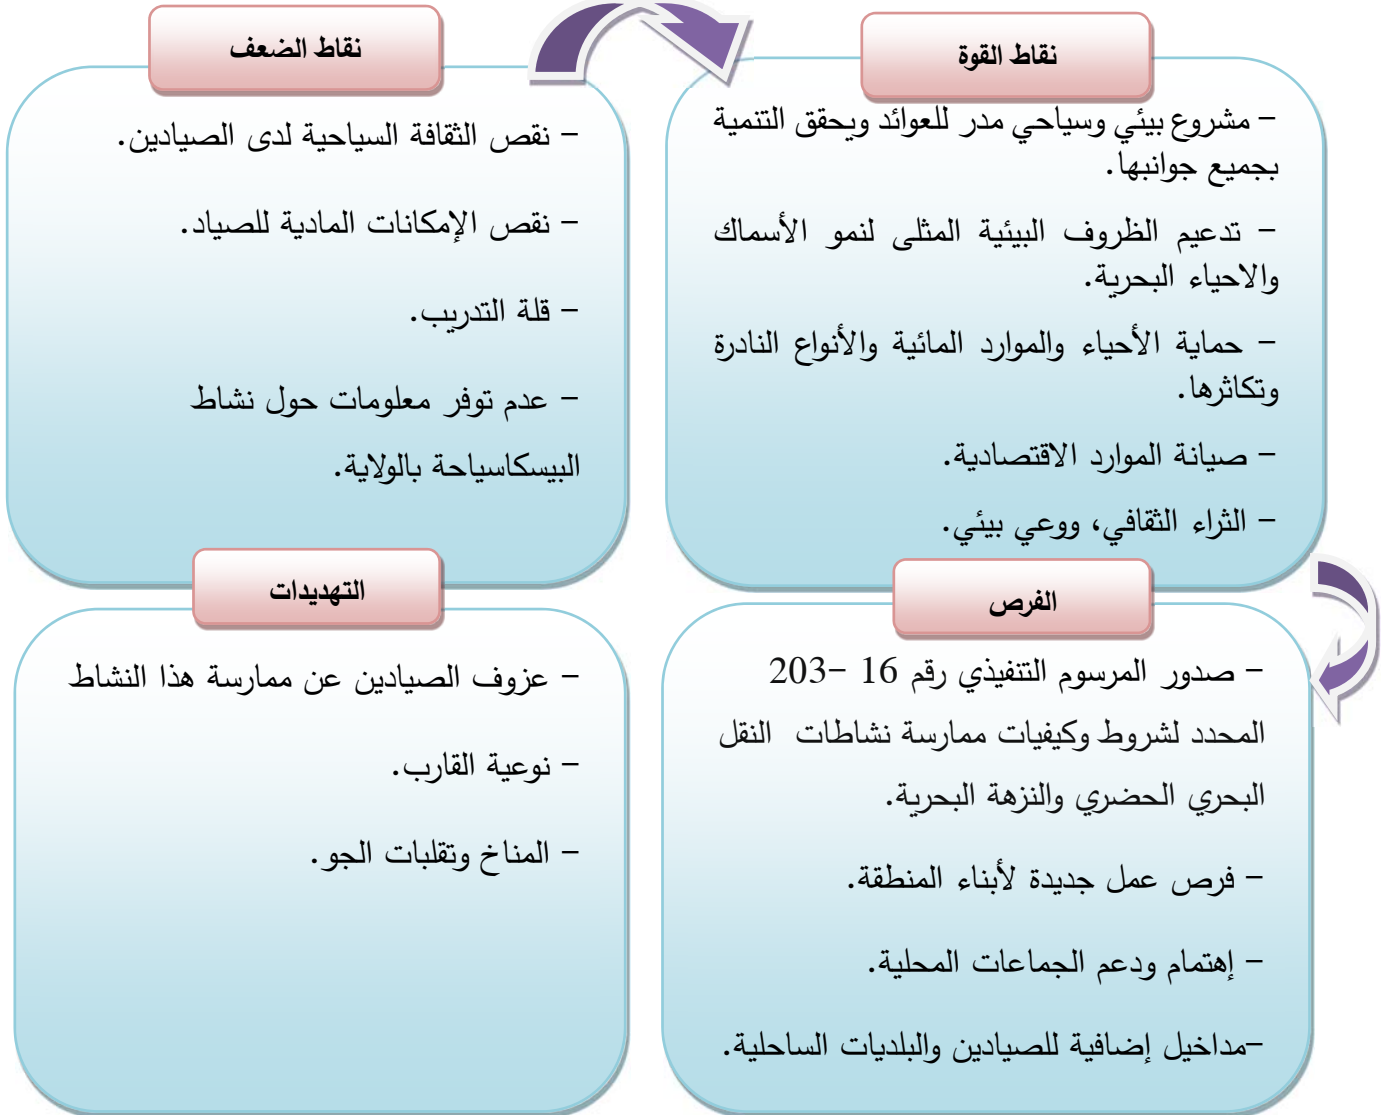 نقاط القوة
– مشروع بيئي وسياحي مدر للعوائد ويحقق التنمية
بجميع جوانبها.
– تدعيم الظروف البيئية المثلى لنمو الأسماك
والاحياء البحرية.
– حماية الأحياء والموارد المائية والأنواع النادرة
وتكاثرها.
– صيانة الموارد الاقتصادية.
– الثراء الثقافي، ووعي بيئي.
نقاط الضعف
– نقص الثقافة السياحية لدى الصيادين.
– نقص الإمكانات المادية للصياد.
– قلة التدريب.
– عدم توفر معلومات حول نشاط
البيسكاسياحة بالولاية.
الفرص
– صدور المرسوم التنفيذي رقم 16 –203
المحدد لشروط وكيفيات ممارسة نشاطات النقل
البحري الحضري والنزهة البحرية.
– فرص عمل جديدة لأبناء المنطقة.
– إهتمام ودعم الجماعات المحلية.
–مداخيل إضافية للصيادين والبلديات الساحلية.
التهديدات
– عزوف الصيادين عن ممارسة هذا النشاط
– نوعية القارب.
– المناخ وتقلبات الجو.